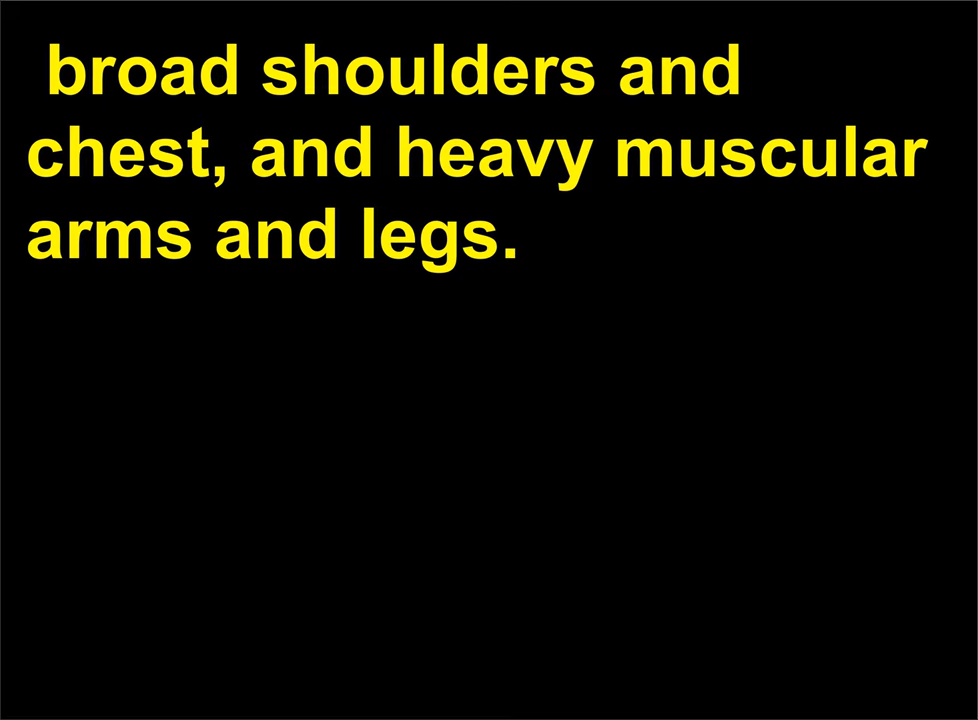 broad shoulders and
chest, and heavy muscular
arms and legs.